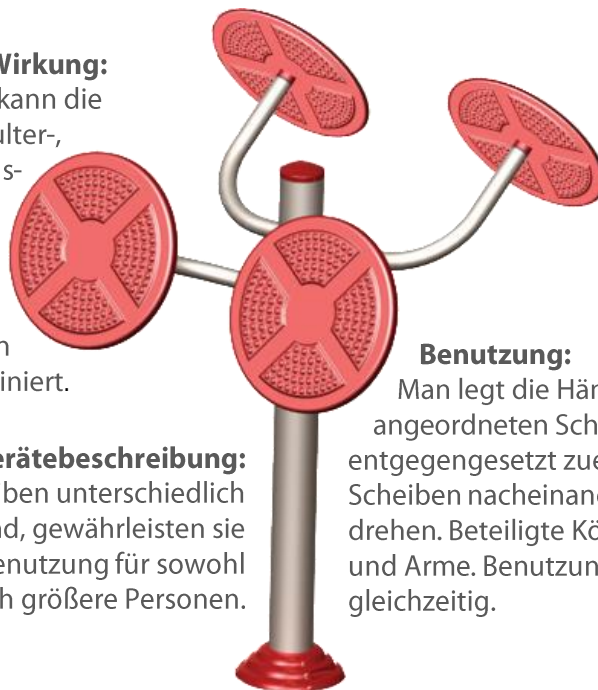 Wirkung:
kann die
ulter-,
s-
n
iniert.
erätebeschreibung:
iben unterschiedlich
nd, gewährleisten sie
enutzung für sowohl
h größere Personen.
Benutzung:
Man legt die Hän
angeordneten Sch
entgegengesetzt zue
Scheiben nacheinand
drehen. Beteiligte Kö
und Arme. Benutzun
gleichzeitig.